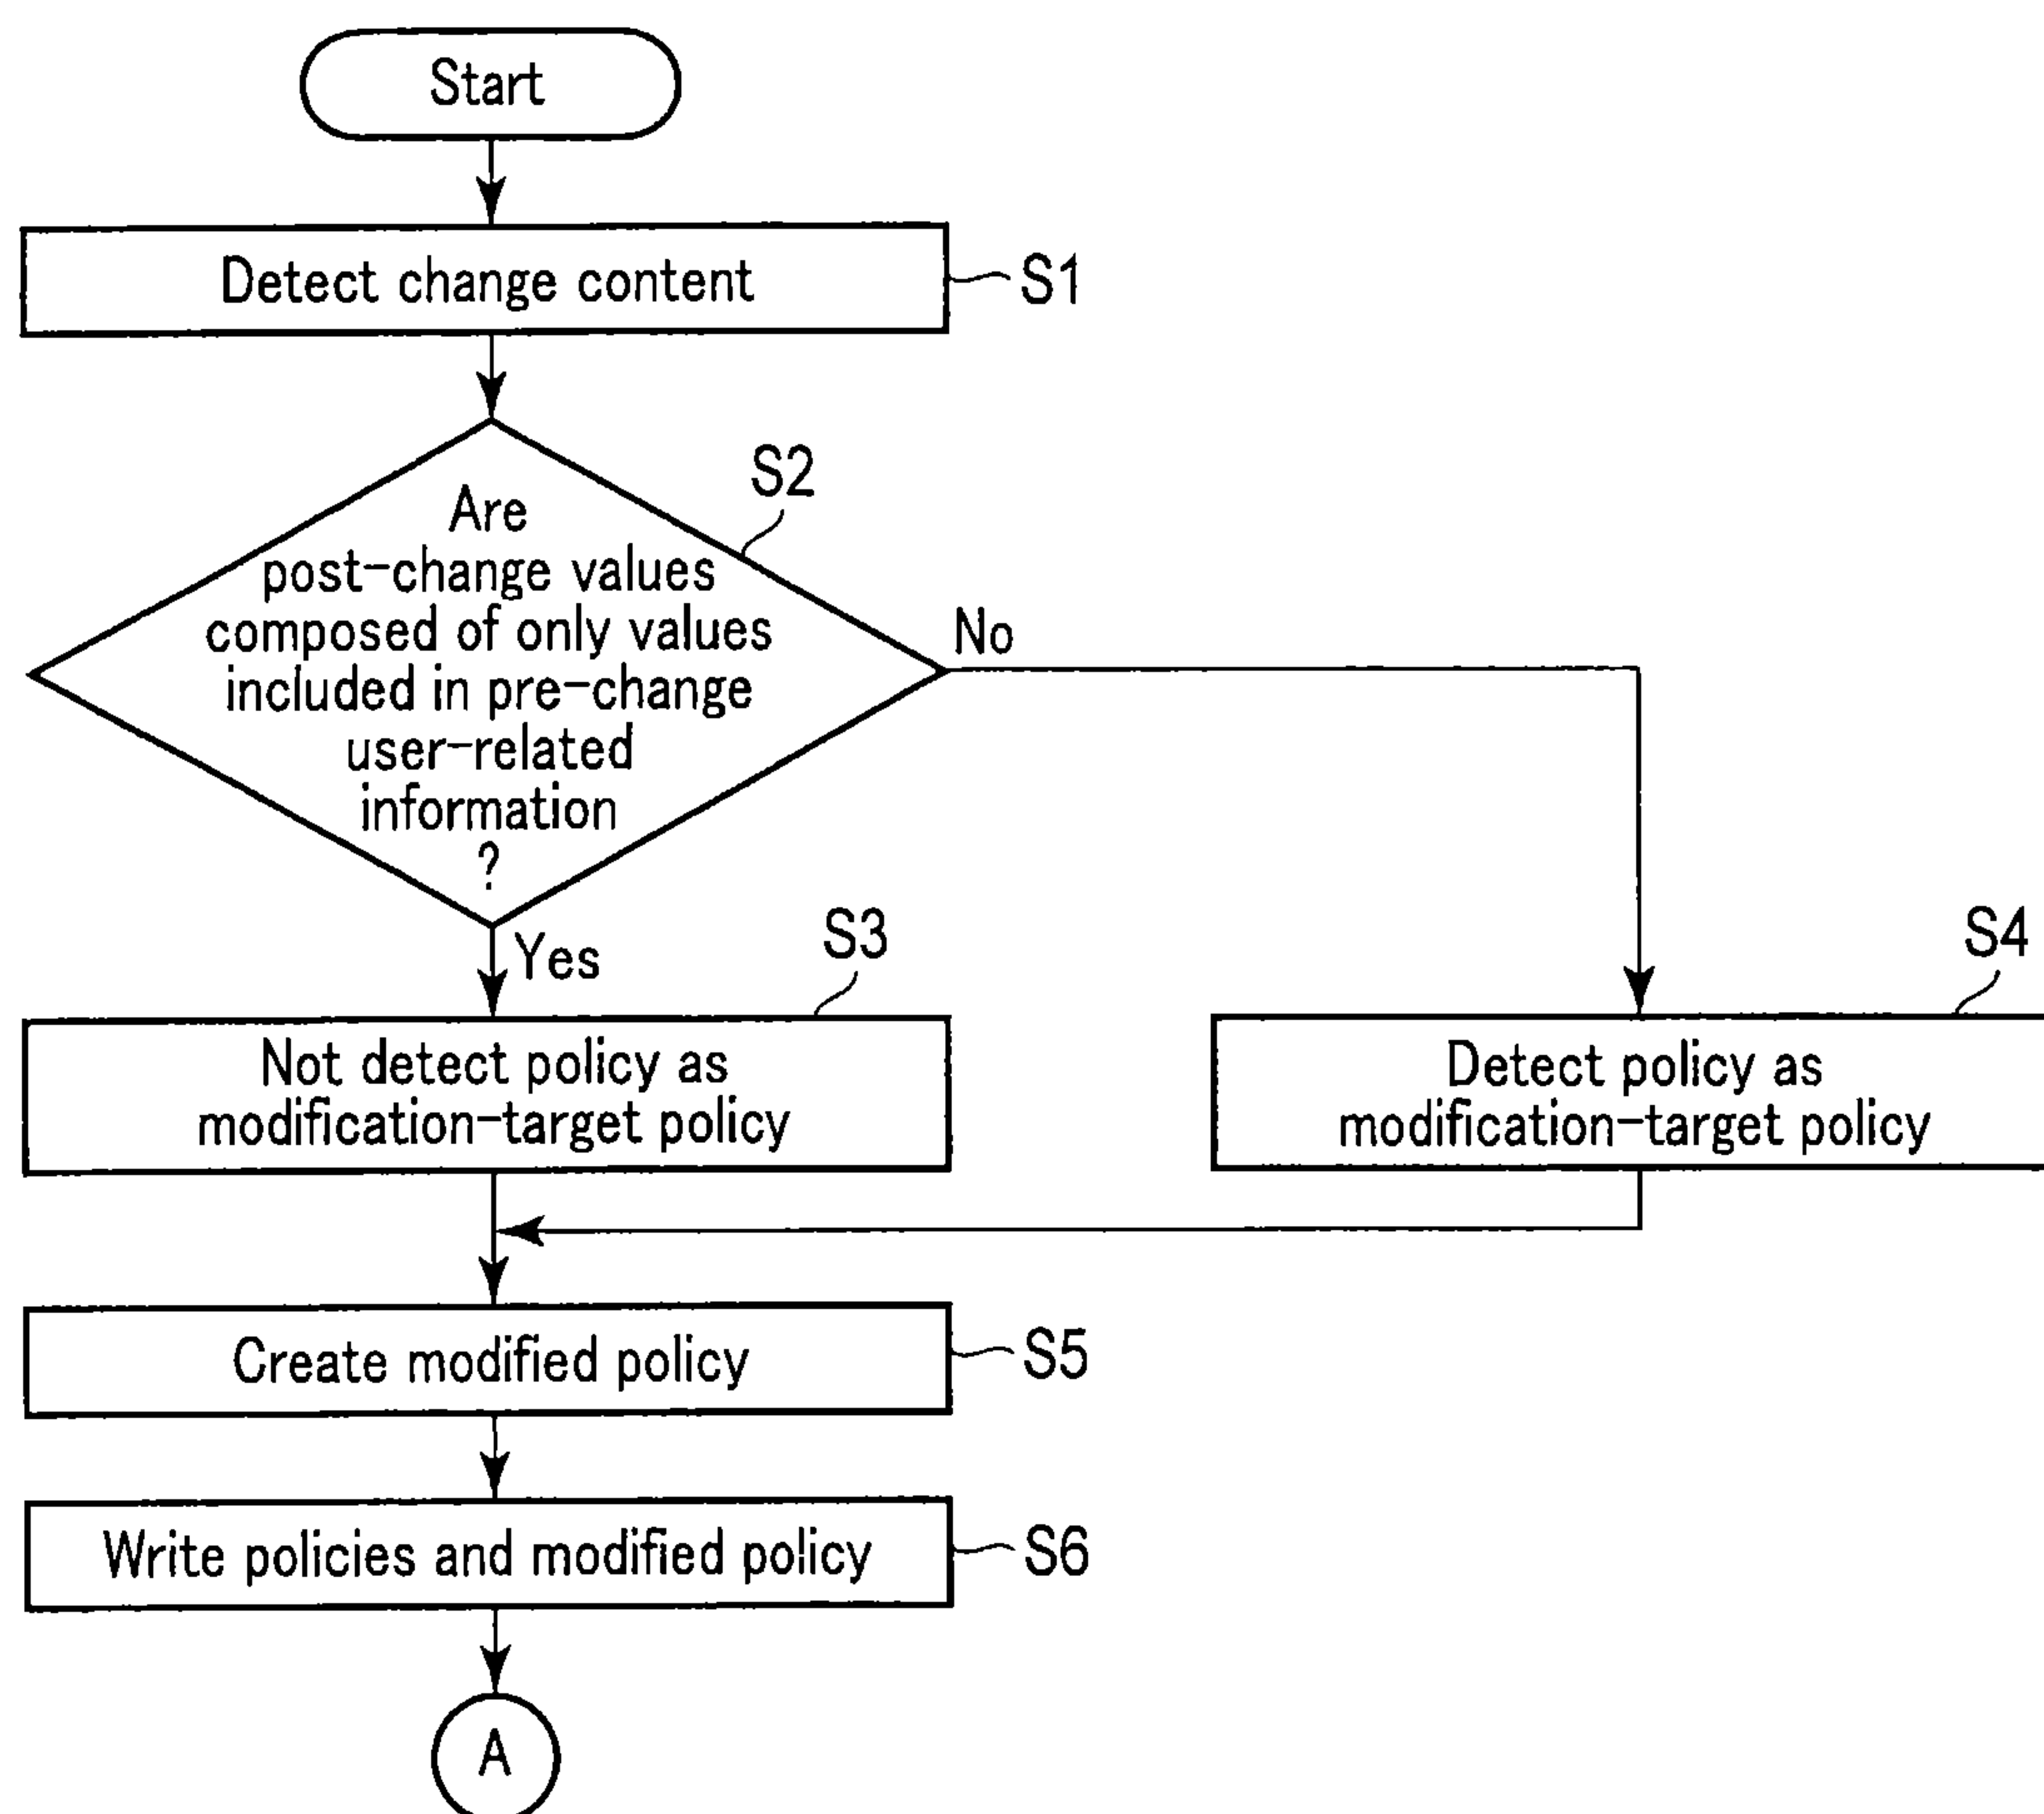 Start
Detect change content
S1
S2
Are
post-change values
composed of only values
included in pre-change
user-related
information
?
No
Yes
S3
Not detect policy as
modification-target policy
S4
Detect policy as
modification-target policy
Create modified policy
S5
Write policies and modified policy
S6
A